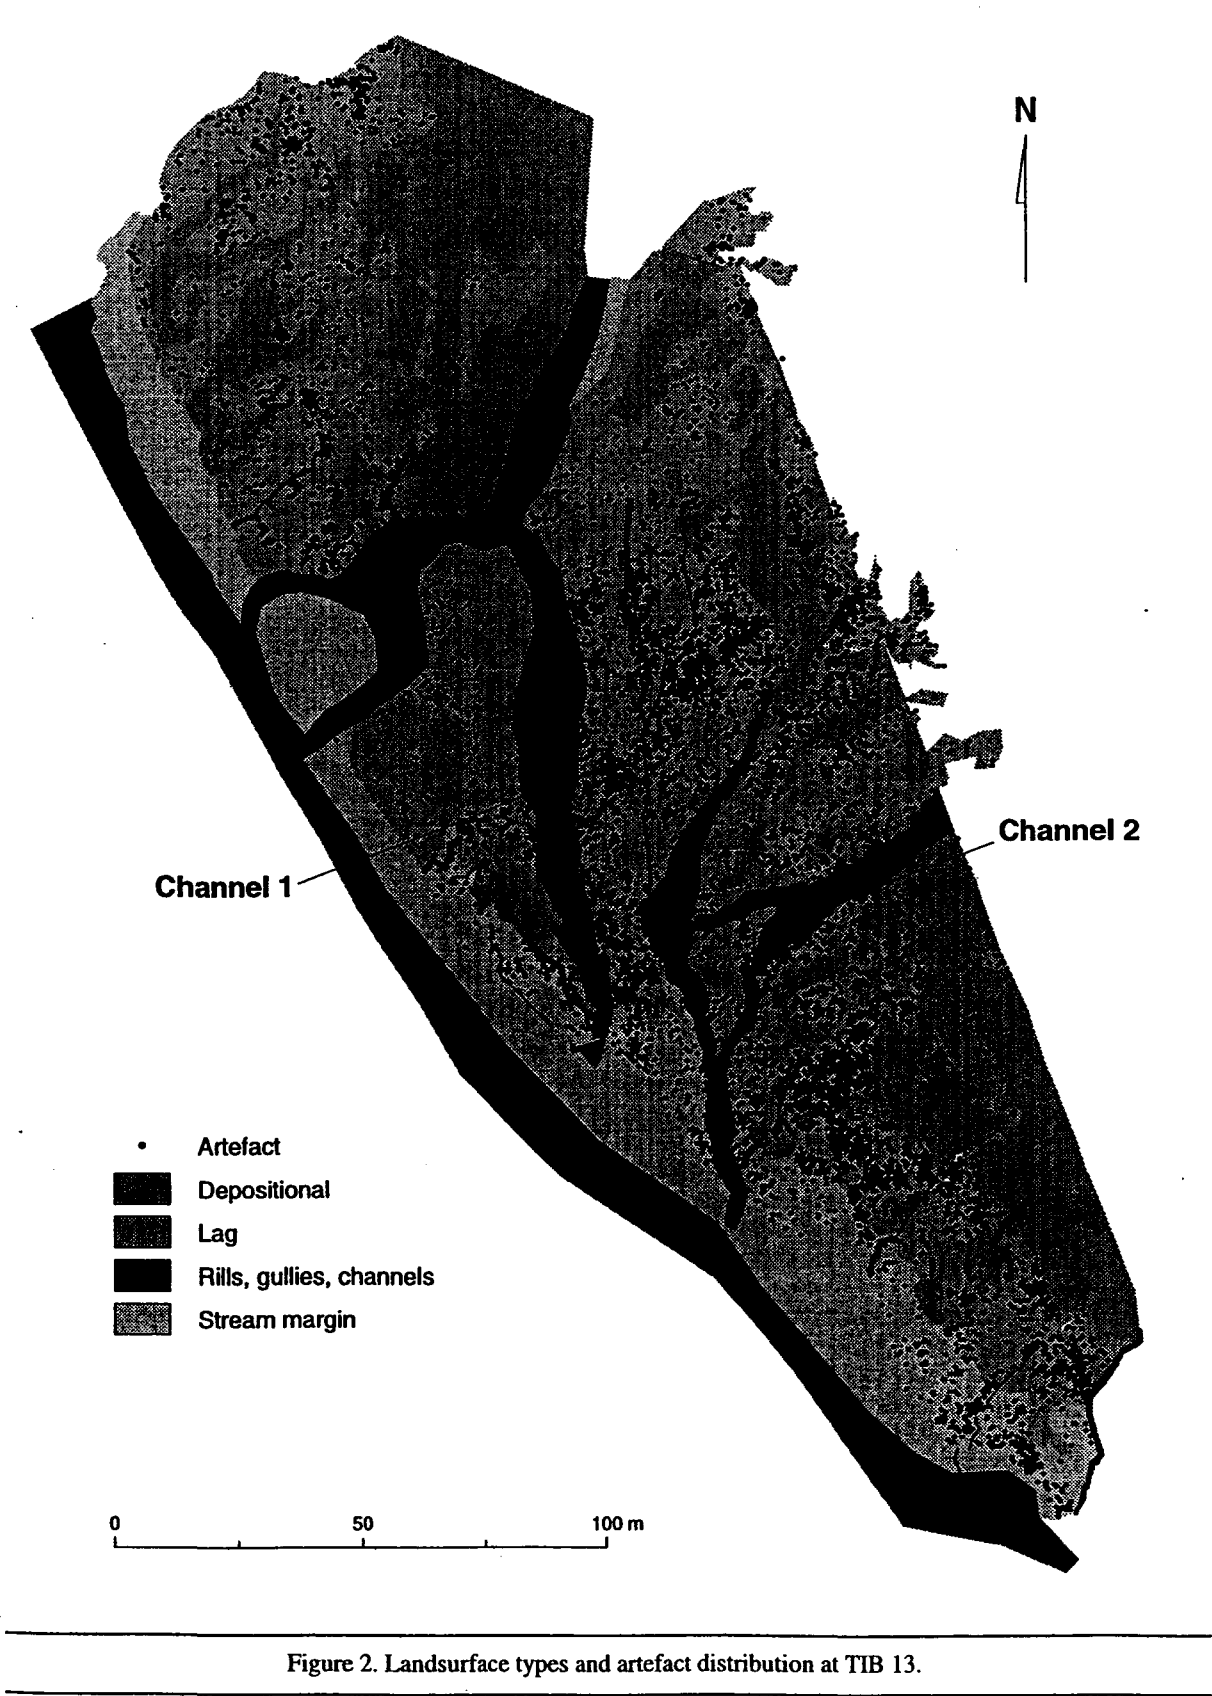 N
Channel 2
Channel 1
Artefact
Depositional
Lag
Rills, gullies, channels
Stream margin
0 50 100 m
Figure 2. Landsurface types and artefact distribution at TIB 13.